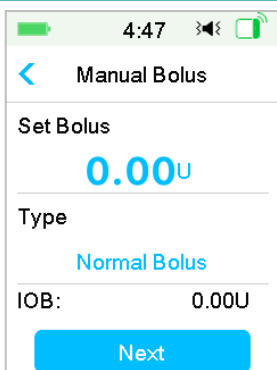 4:47
Manual Bolus
Set Bolus
0.00U
Type
Normal Bolus
IOB: 0.00U
Next